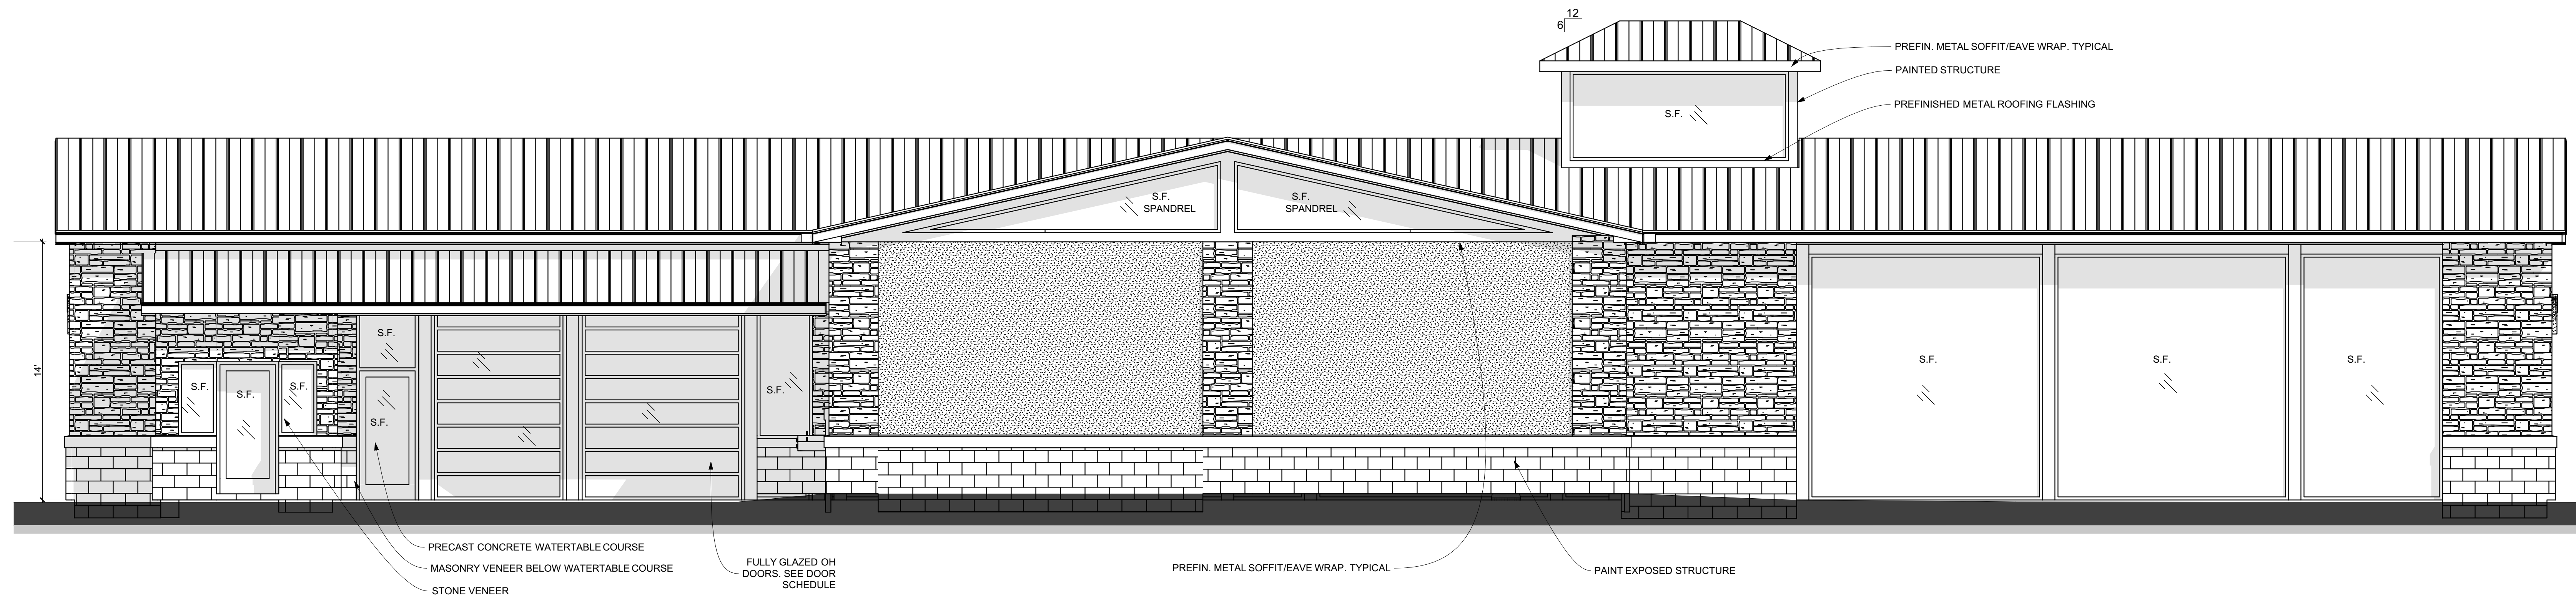 12
6
PREFIN. METAL SOFFIT/EAVE WRAP. TYPICAL
PAINTED STRUCTURE
PREFINISHED METAL ROOFING FLASHING
S.F.
S.F.
SPANDREL
S.F.
SPANDREL
14'
S.F.
S.F.
S.F.
S.F.
S.F.
S.F.
S.F.
S.F.
S.F.
PRECAST CONCRETE WATERTABLE COURSE
MASONRY VENEER BELOW WATERTABLE COURSE
STONE VENEER
FULLY GLAZED OH
DOORS. SEE DOOR
SCHEDULE
PREFIN. METAL SOFFIT/EAVE WRAP. TYPICAL
PAINT EXPOSED STRUCTURE